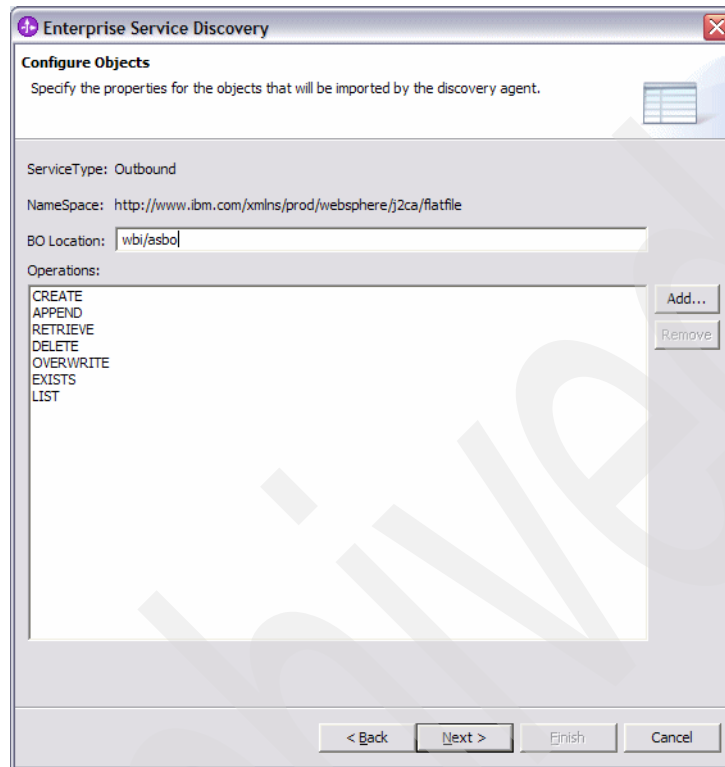 Enterprise Service Discovery
Configure Objects
Specify the properties for the objects that will be imported by the discovery agent.
ServiceType: Outbound
NameSpace: http://www.ibm.com/xmlns/prod/websphere/j2ca/flatfile
BO Location: wbi/asbo
Operations:
CREATE
APPEND
RETRIEVE
DELETE
OVERWRITE
EXISTS
LIST
Add...
Remove
< Back Next > Finish Cancel